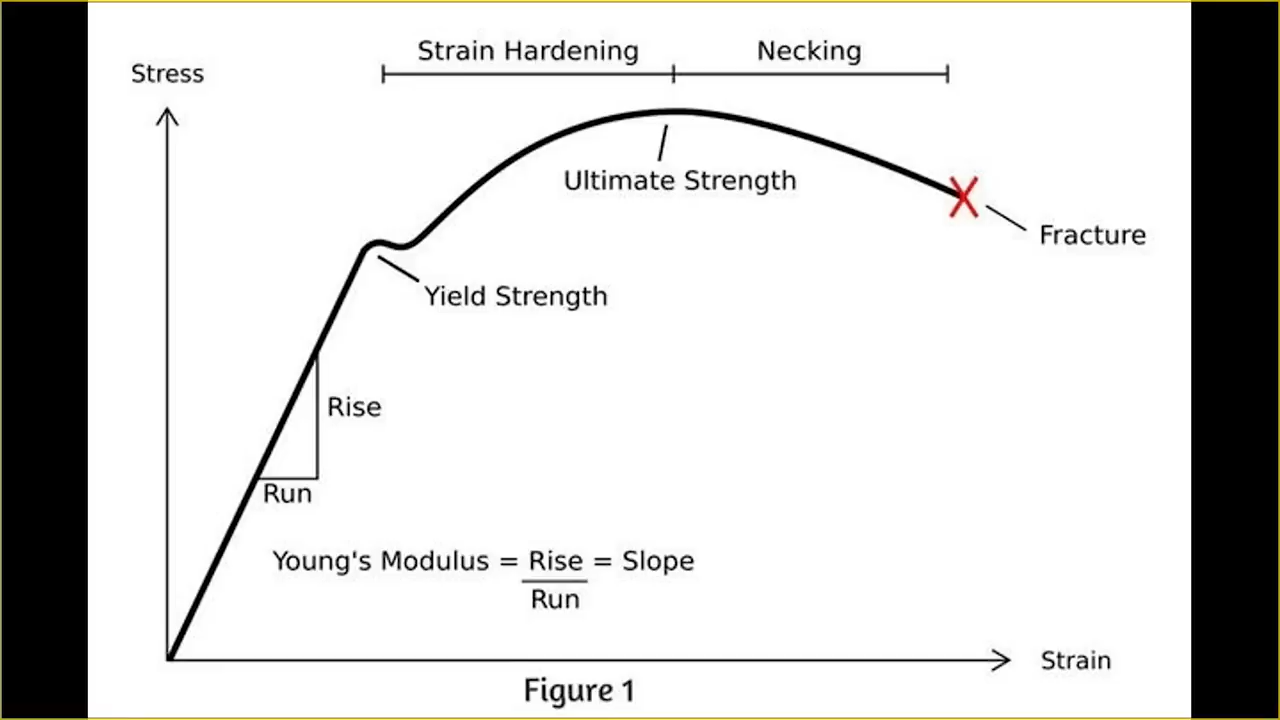 Strain Hardening
Necking
Stress
Ultimate Strength
Fracture
Yield Strength
Rise
Run
Young's Modulus = Rise = Slope
Run
Strain
Figure 1